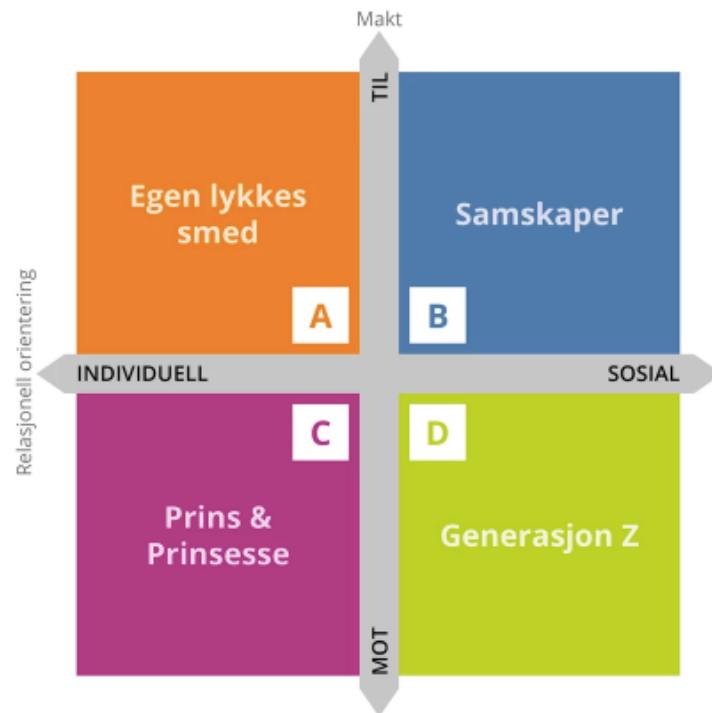 Makt
TIL
Egen lykkes
smed
Samskaper
A
B
Relasjonell orientering
INDIVIDUELL
SOSIAL
C
D
Prins &
Prinsesse
Generasjon Z
MOT